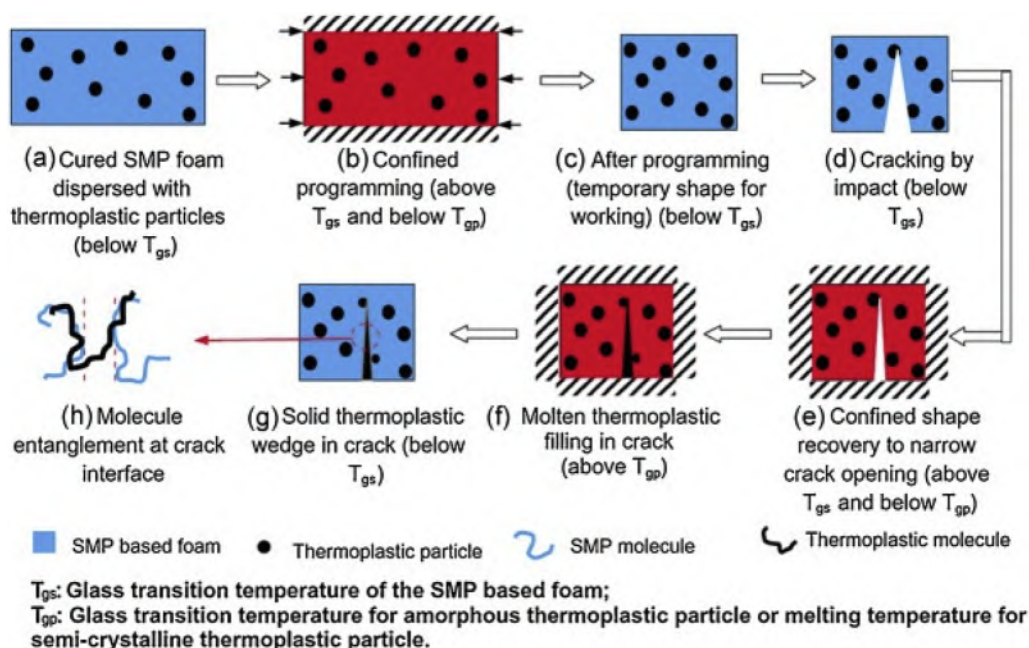 (a) Cured SMP foam
dispersed with
thermoplastic particles
(below Tgs)
(b) Confined
programming (above
Tgs and below Tgp)
(c) After programming
(temporary shape for
working) (below Tgs)
(d) Cracking by
impact (below
Tgs)
(h) Molecule
entanglement at crack
interface
(g) Solid thermoplastic
wedge in crack (below
Tgs)
(f) Molten thermoplastic
filling in crack
(above Tgp)
(e) Confined shape
recovery to narrow
crack opening (above
Tgs and below Tgp)
SMP based foam
Thermoplastic particle
SMP molecule
Thermoplastic molecule
Tgs: Glass transition temperature of the SMP based foam;
Tgp: Glass transition temperature for amorphous thermoplastic particle or melting temperature for
semi-crystalline thermoplastic particle.